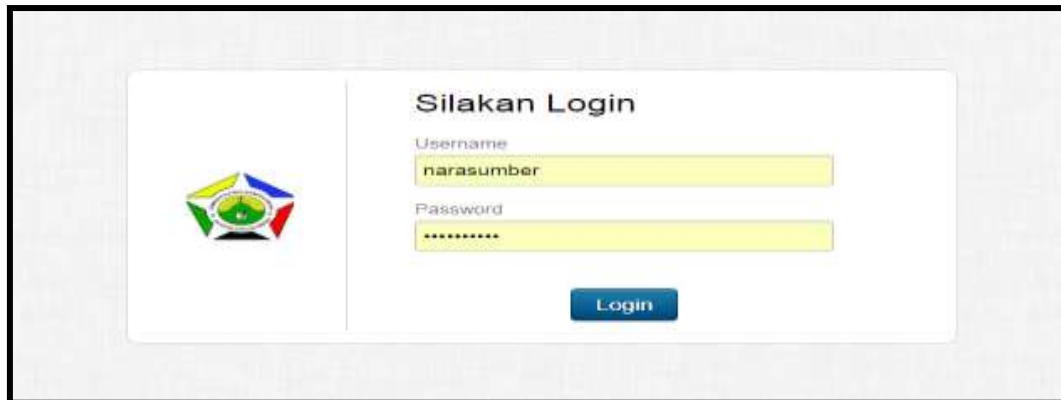 Silakan Login
Username
narasumber
Password
••••••••••
Login